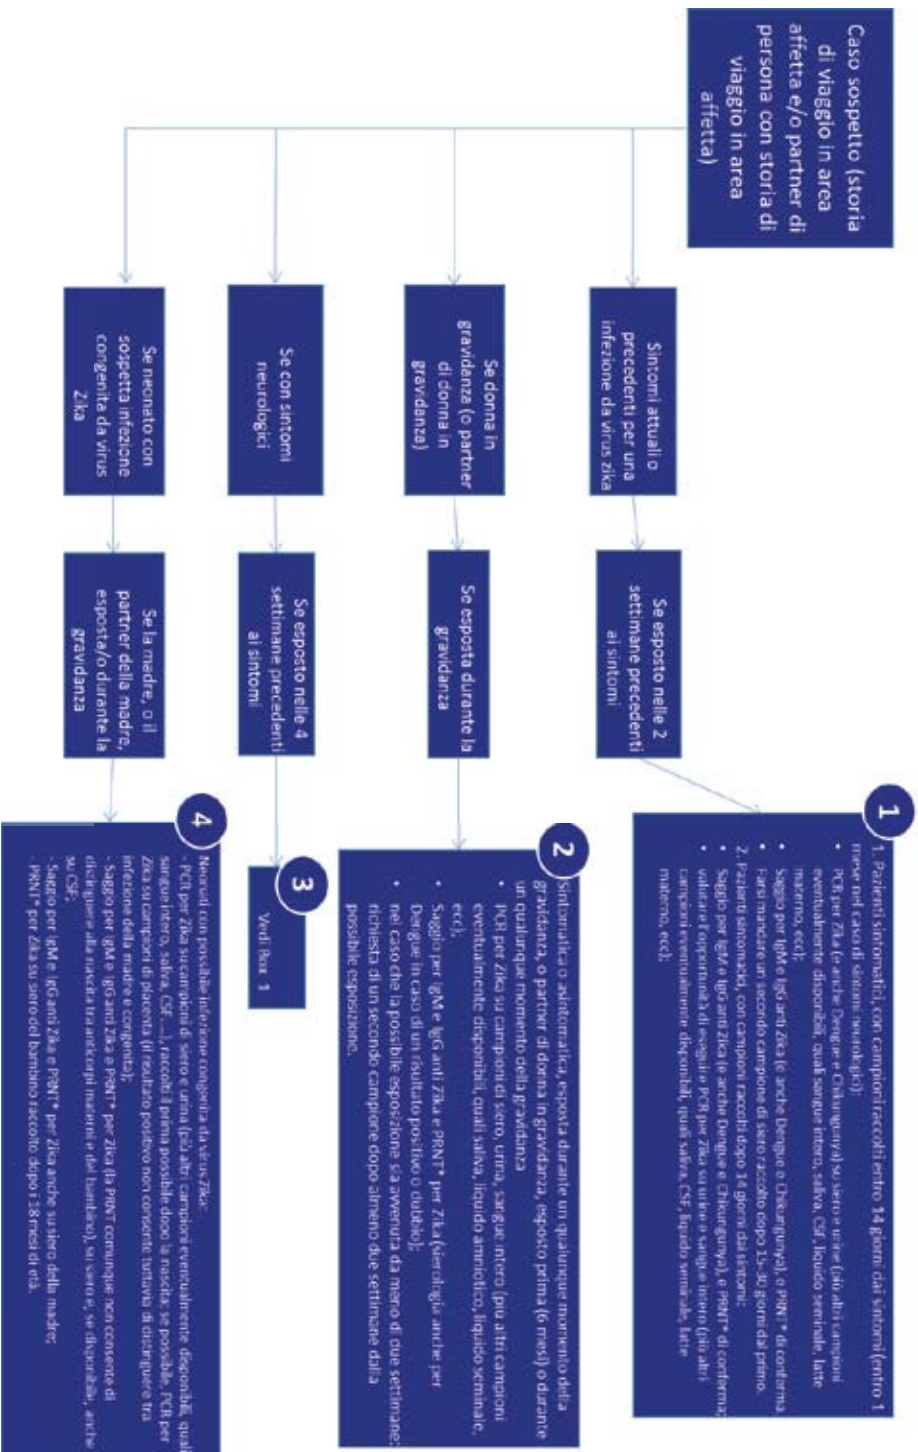 Caso sospetto (storia
di viaggio in area
affetta e/o partner di
persona con storia di
viaggio in area
affetta)
Sintomi attuali o
precedenti per una
infezione da virus zika
Se esposto nelle 2
settimane precedenti
ai sintomi
1
1. Pazienti sintomatici, con campioni raccolti entro 14 giorni dai sintomi (entro 1
mese nel caso di sintomi neurologici):
• PCR per Zika (e anche Dengue e Chikungunya) su siero e urine (più altri campioni
eventualmente disponibili, quali sangue intero, saliva, CSF, liquido seminale, latte
materno, ecc);
• Saggio per IgM e IgG anti Zika (e anche Dengue e Chikungunya), e PRNT* di conferma
• Farsi mandare un secondo campione di siero raccolto dopo 15-30 giorni dal primo.
2. Pazienti sintomatici, con campioni raccolti dopo 14 giorni dai sintomi:
• Saggio per IgM e IgG anti Zika (e anche Dengue e Chikungunya), e PRNT* di conferma;
• valutare l'opportunità di eseguire PCR per Zika su urine o sangue intero (più altri
campioni eventualmente disponibili, quali saliva, CSF, liquido seminale, latte
materno, ecc);
Se donna in
gravidanza (o partner
di donna in
gravidanza)
Se esposta durante la
gravidanza
2
Sintomatica o asintomatica, esposta durante un qualunque momento della
gravidanza, o partner di donna in gravidanza, esposto prima (6 mesi) o durante
un qualunque momento della gravidanza
• PCR per Zika su campioni di siero, urina, sangue intero (più altri campioni
eventualmente disponibili, quali saliva, liquido amniotico, liquido seminale,
ecc),
• Saggio per IgM e IgG anti Zika e PRNT* per Zika (sierologia anche per
Dengue in caso di un risultato positivo o dubbio);
• nel caso che la possibile esposizione sia avvenuta da meno di due settimane:
richiesta di un secondo campione dopo almeno due settimane dalla
possibile esposizione.
Se con sintomi
neurologici
Se esposto nelle 4
settimane precedenti
ai sintomi
3
Vedi Box 1
Se neonato con
sospetta infezione
congenita da virus
Zika
Se la madre, o il
partner della madre,
esposta/o durante la
gravidanza
4
Neonati con possibile infezione congenita da virus Zika:
- PCR per Zika su campioni di siero e urina (più altri campioni eventualmente disponibili, quali
sangue intero, saliva, CSF ....), raccolti il prima possibile dopo la nascita; se possibile, PCR per
Zika su campioni di placenta (il risultato positivo non consente tuttavia di distinguere tra
infezione della madre e congenita);
- Saggio per IgM e IgG anti Zika e PRNT* per Zika (la PRNT comunque non consente di
distinguere alla nascita tra anticorpi materni e del bambino), su siero e, se disponibile, anche
su CSF;
- Saggio per IgM e IgG anti Zika e PRNT* per Zika anche su siero della madre;
- PRNT* per Zika su siero del bambino raccolto dopo i 18 mesi di età.